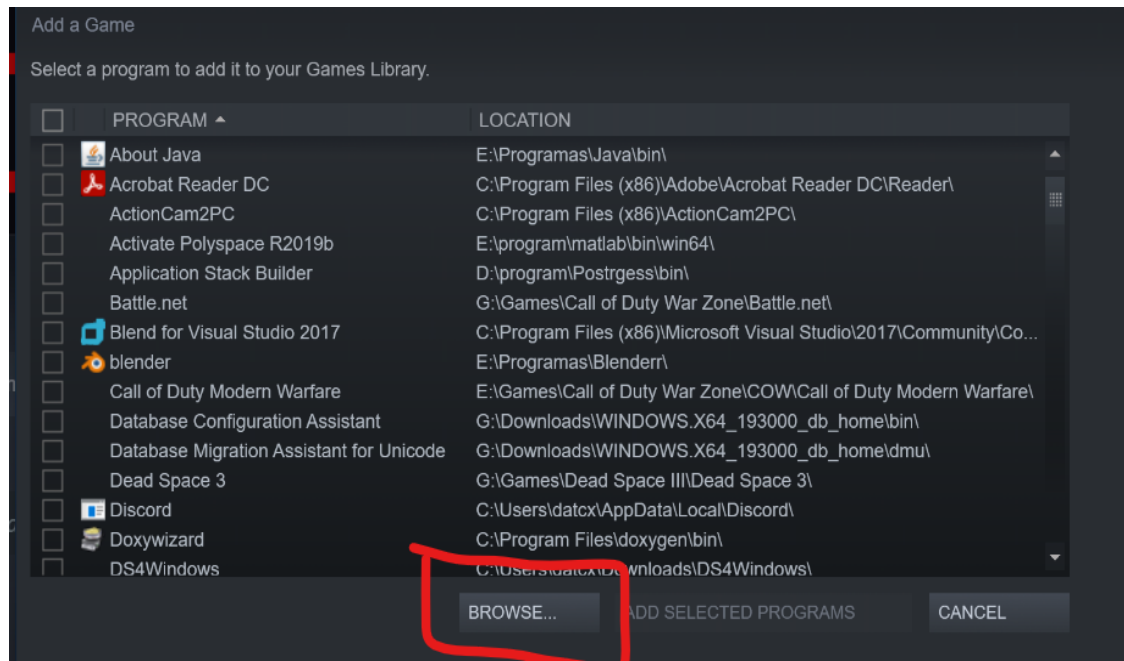 Add a Game
Select a program to add it to your Games Library.
PROGRAM LOCATION
About Java E:\Programas\Java\bin\
Acrobat Reader DC C:\Program Files (x86)\Adobe\Acrobat Reader DC\Reader\
ActionCam2PC C:\Program Files (x86)\ActionCam2PC\
Activate Polyspace R2019b E:\program\matlab\bin\win64\
Application Stack Builder D:\program\Postrgess\bin\
Battle.net G:\Games\Call of Duty War Zone\Battle.net\
Blend for Visual Studio 2017 C:\Program Files (x86)\Microsoft Visual Studio\2017\Community\Co...
blender E:\Programas\Blenderr\
Call of Duty Modern Warfare E:\Games\Call of Duty War Zone\COW\Call of Duty Modern Warfare\
Database Configuration Assistant G:\Downloads\WINDOWS.X64_193000_db_home\bin\
Database Migration Assistant for Unicode G:\Downloads\WINDOWS.X64_193000_db_home\dmu\
Dead Space 3 G:\Games\Dead Space III\Dead Space 3\
Discord C:\Users\datcx\AppData\Local\Discord\
Doxywizard C:\Program Files\doxygen\bin\
DS4Windows C:\Users\datcx\Downloads\DS4Windows\
BROWSE... ADD SELECTED PROGRAMS CANCEL